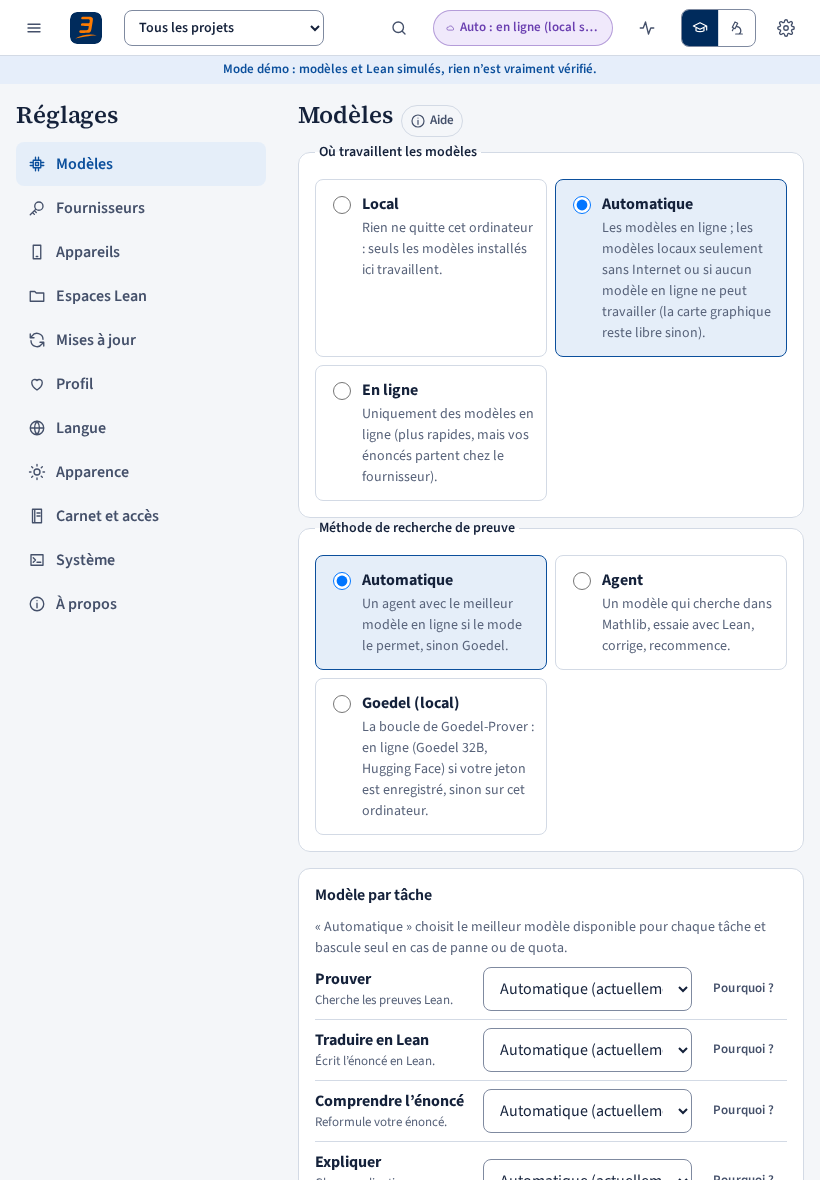 Tous les projets
Auto : en ligne (local s…
Mode démo : modèles et Lean simulés, rien n’est vraiment vérifié.
Réglages
Modèles
Fournisseurs
Appareils
Espaces Lean
Mises à jour
Profil
Langue
Apparence
Carnet et accès
Système
À propos
Modèles
Aide
Où travaillent les modèles
Local
Rien ne quitte cet ordinateur
: seuls les modèles installés
ici travaillent.
Automatique
Les modèles en ligne ; les
modèles locaux seulement
sans Internet ou si aucun
modèle en ligne ne peut
travailler (la carte graphique
reste libre sinon).
En ligne
Uniquement des modèles en
ligne (plus rapides, mais vos
énoncés partent chez le
fournisseur).
Méthode de recherche de preuve
Automatique
Un agent avec le meilleur
modèle en ligne si le mode
le permet, sinon Goedel.
Agent
Un modèle qui cherche dans
Mathlib, essaie avec Lean,
corrige, recommence.
Goedel (local)
La boucle de Goedel-Prover :
en ligne (Goedel 32B,
Hugging Face) si votre jeton
est enregistré, sinon sur cet
ordinateur.
Modèle par tâche
« Automatique » choisit le meilleur modèle disponible pour chaque tâche et
bascule seul en cas de panne ou de quota.
Prouver
Cherche les preuves Lean.
Automatique (actuellem
Pourquoi ?
Traduire en Lean
Écrit l’énoncé en Lean.
Automatique (actuellem
Pourquoi ?
Comprendre l’énoncé
Reformule votre énoncé.
Automatique (actuellem
Pourquoi ?
Expliquer